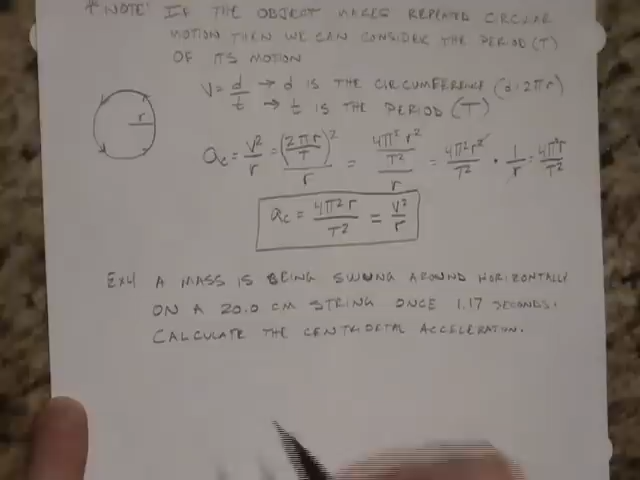 * NOTE: IF THE OBJECT MAKES REPEATED CIRCULAR
MOTION THEN WE CAN CONSIDER THE PERIOD (T)
OF ITS MOTION
V = d/t → d IS THE CIRCUMFERENCE (d = 2πr)
→ t IS THE PERIOD (T)
r
ac = V²/r = (2πr/T)²/r = 4π²r²/T²/r = 4π²r²/T² · 1/r = 4π²r/T²
ac = 4π²r/T² = V²/r
EX4 A MASS IS BEING SWUNG AROUND HORIZONTALLY
ON A 20.0 CM STRING ONCE 1.17 SECONDS.
CALCULATE THE CENTRIPETAL ACCELERATION.